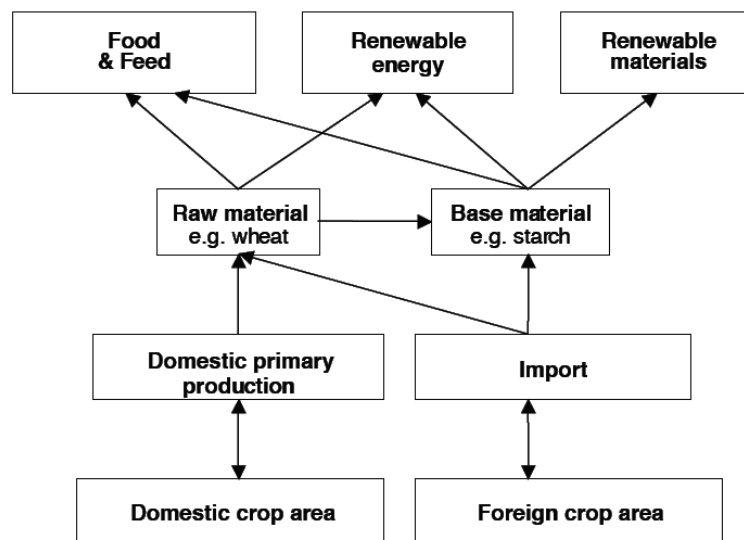 Food
& Feed
Renewable
energy
Renewable
materials
Raw material
e.g. wheat
Base material
e.g. starch
Domestic primary
production
Import
Domestic crop area
Foreign crop area